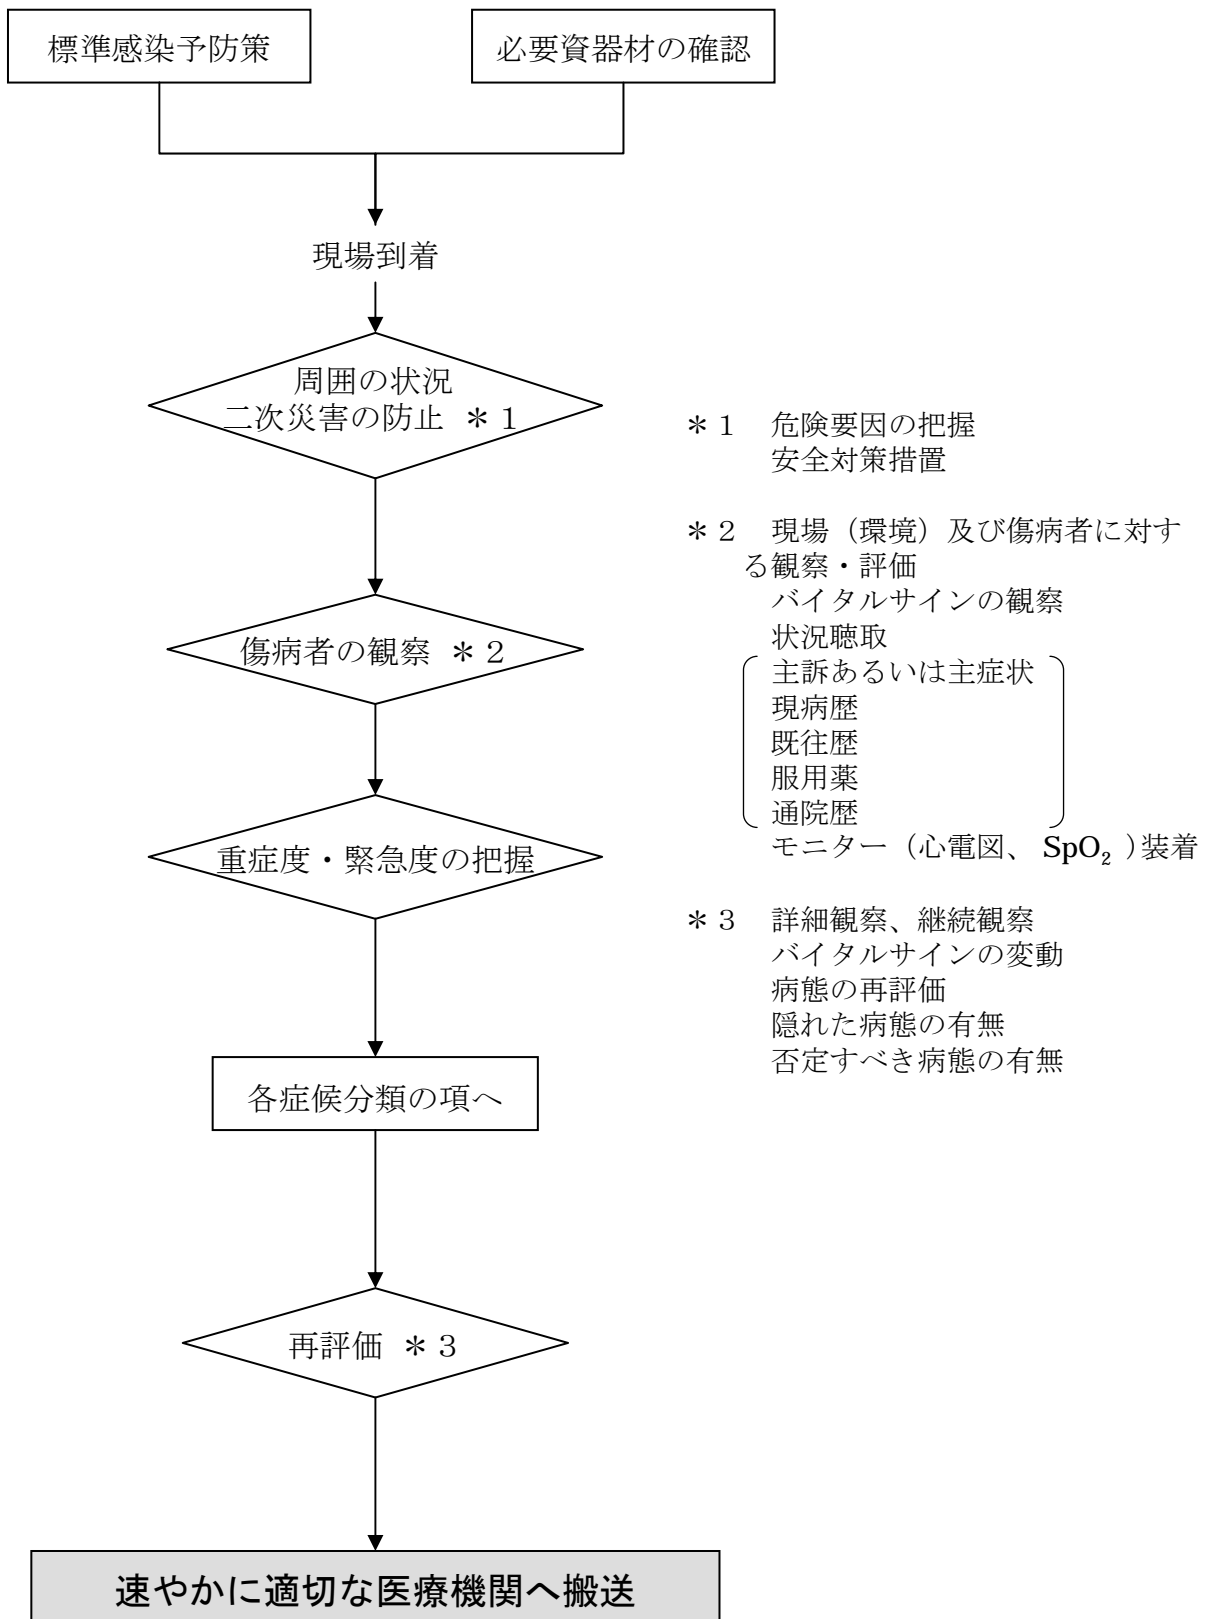 標準感染予防策
必要資器材の確認
現場到着
周囲の状況
二次災害の防止 ＊１
傷病者の観察 ＊２
重症度・緊急度の把握
各症候分類の項へ
再評価 ＊３
速やかに適切な医療機関へ搬送
＊１　危険要因の把握
安全対策措置
＊２　現場（環境）及び傷病者に対す
る観察・評価
バイタルサインの観察
状況聴取
主訴あるいは主症状
現病歴
既往歴
服用薬
通院歴
モニター（心電図、 SpO₂ ）装着
＊３　詳細観察、継続観察
バイタルサインの変動
病態の再評価
隠れた病態の有無
否定すべき病態の有無